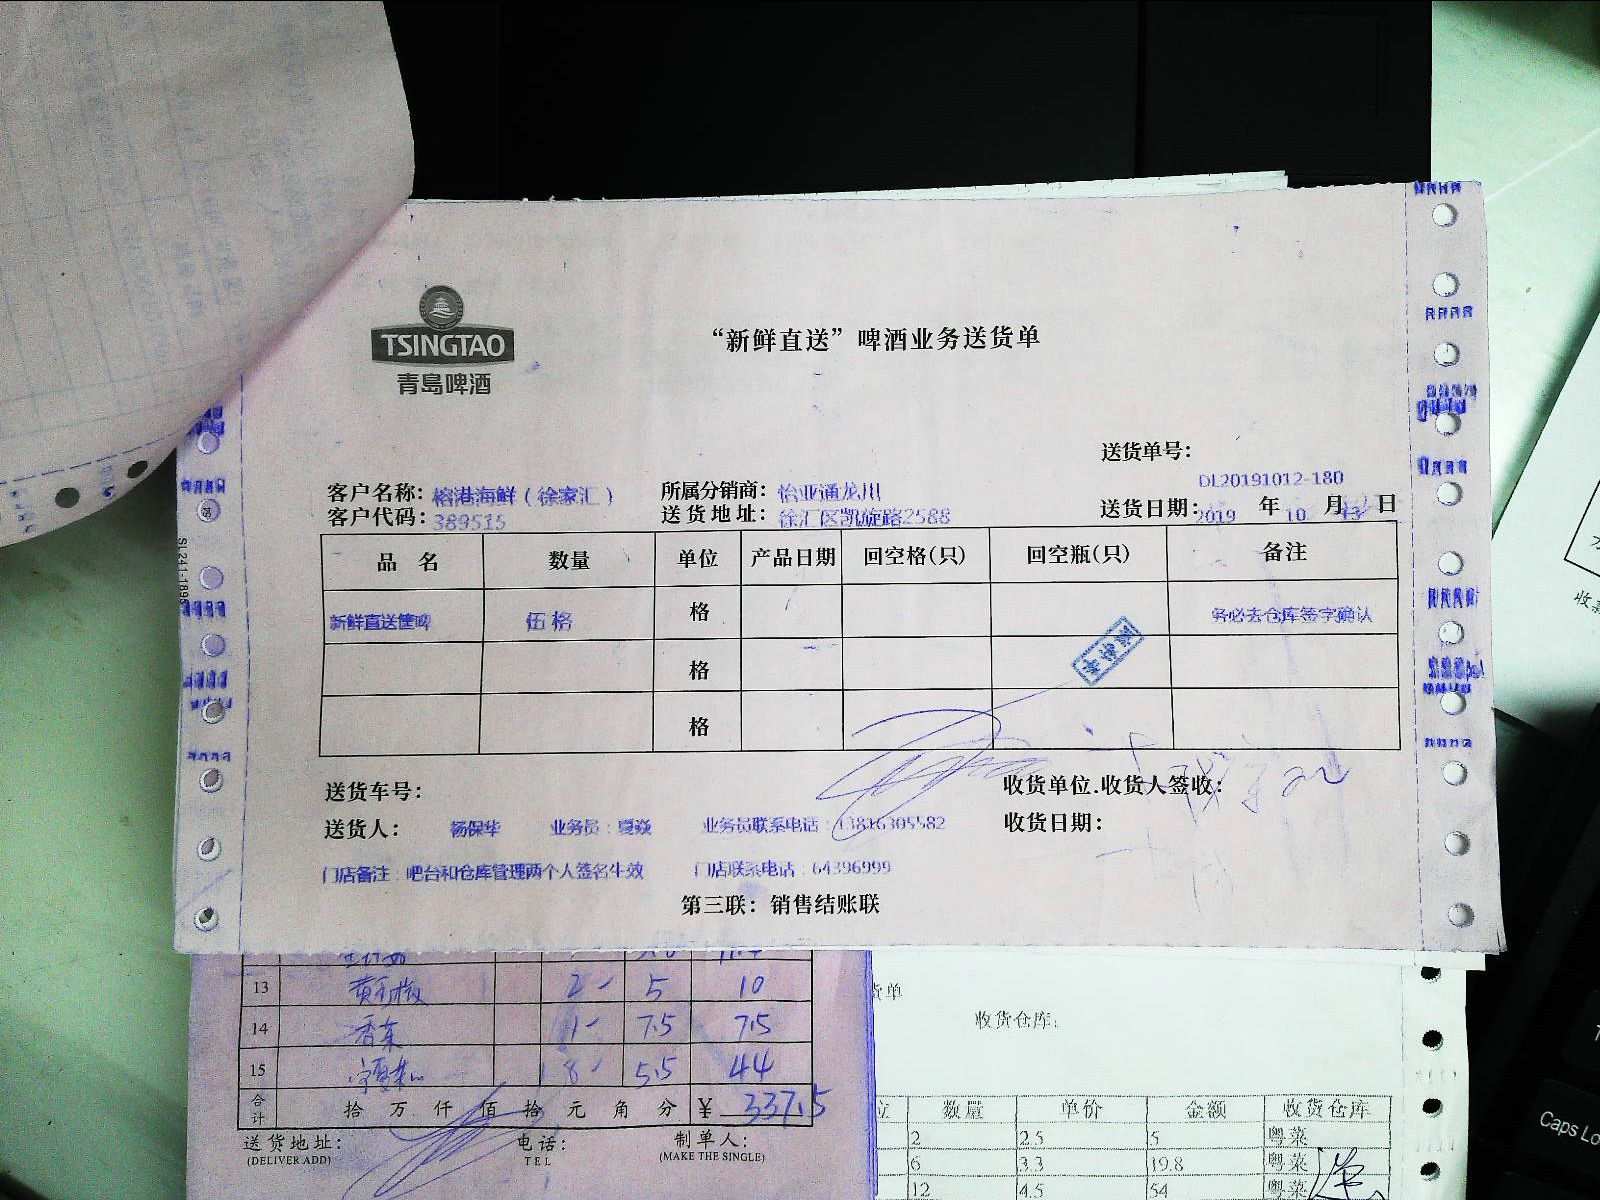 TSINGTAO
青岛啤酒
“新鲜直送”啤酒业务送货单
送货单号：
DL20191012-180
客户名称：榕港海鲜（徐家汇） 所属分销商：怡亚通龙川
客户代码：389515 送货地址：徐汇区凯旋路2588 送货日期：2019 年 10 月 13 日
品 名 数量 单位 产品日期 回空格(只) 回空瓶(只) 备注
新鲜直送筐啤 伍格 格 务必去仓库签字确认
格
格
送货车号： 收货单位.收货人签收：
送货人： 杨保华 业务员：夏焱 业务员联系电话：13816305582 收货日期：
门店备注：吧台和仓库管理两个人签名生效 门店联系电话：64396999
第三联：销售结账联
SL241-189
13 2 5 10
14 香菜 1 7.5 7.5
15 8 5.5 44
合计 拾 万 仟 佰 拾 元 角 分 ¥ 337.5
送货地址： 电话： 制单人：
(DELIVER ADD) TEL (MAKE THE SINGLE)
货单
收货仓库：
位 数量 单价 金额 收货仓库
2 2.5 5 粤菜
6 3.3 19.8 粤菜
12 4.5 54 粤菜
Caps Lo